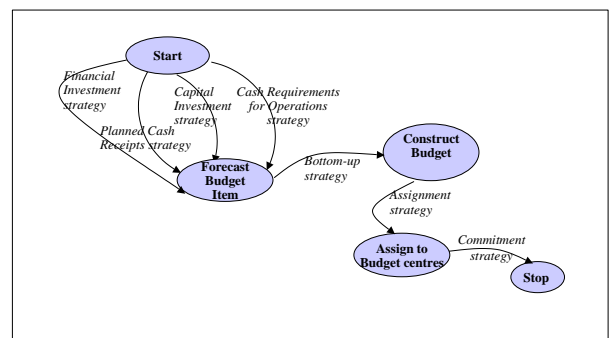 Start
Financial
Investment
strategy
Capital
Investment
strategy
Cash Requirements
for Operations
strategy
Planned Cash
Receipts strategy
Forecast
Budget
Item
Bottom-up
strategy
Construct
Budget
Assignment
strategy
Assign to
Budget centres
Commitment
strategy
Stop